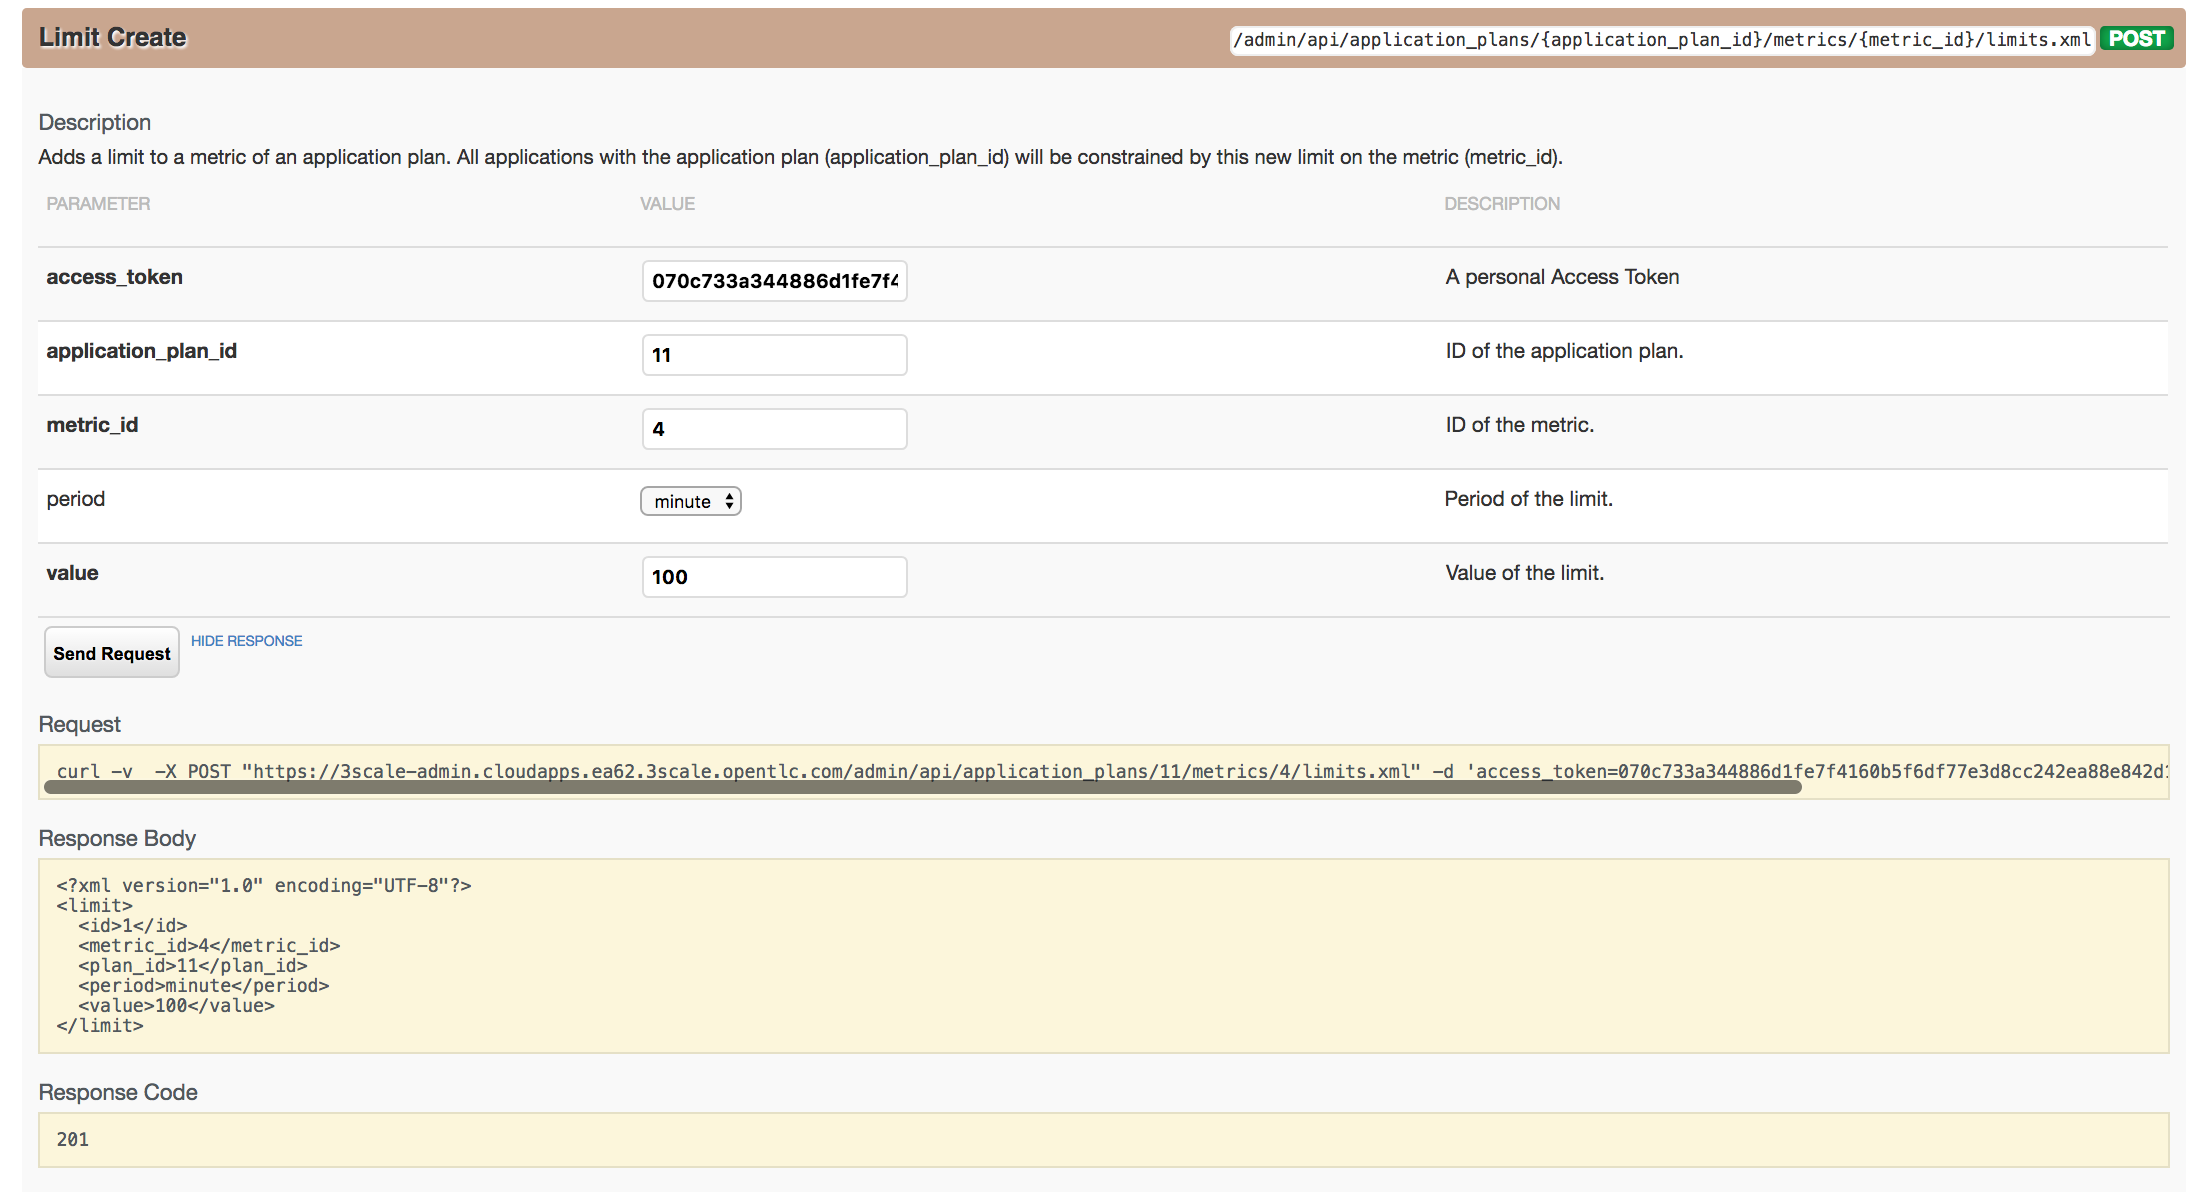 Limit Create
/admin/api/application_plans/{application_plan_id}/metrics/{metric_id}/limits.xml POST
Description
Adds a limit to a metric of an application plan. All applications with the application plan (application_plan_id) will be constrained by this new limit on the metric (metric_id).
PARAMETER VALUE DESCRIPTION
access_token 070c733a344886d1fe7f4 A personal Access Token
application_plan_id 11 ID of the application plan.
metric_id 4 ID of the metric.
period minute Period of the limit.
value 100 Value of the limit.
Send Request HIDE RESPONSE
Request
curl -v -X POST "https://3scale-admin.cloudapps.ea62.3scale.opentlc.com/admin/api/application_plans/11/metrics/4/limits.xml" -d 'access_token=070c733a344886d1fe7f4160b5f6df77e3d8cc242ea88e842d1
Response Body
<?xml version="1.0" encoding="UTF-8"?>
<limit>
<id>1</id>
<metric_id>4</metric_id>
<plan_id>11</plan_id>
<period>minute</period>
<value>100</value>
</limit>
Response Code
201